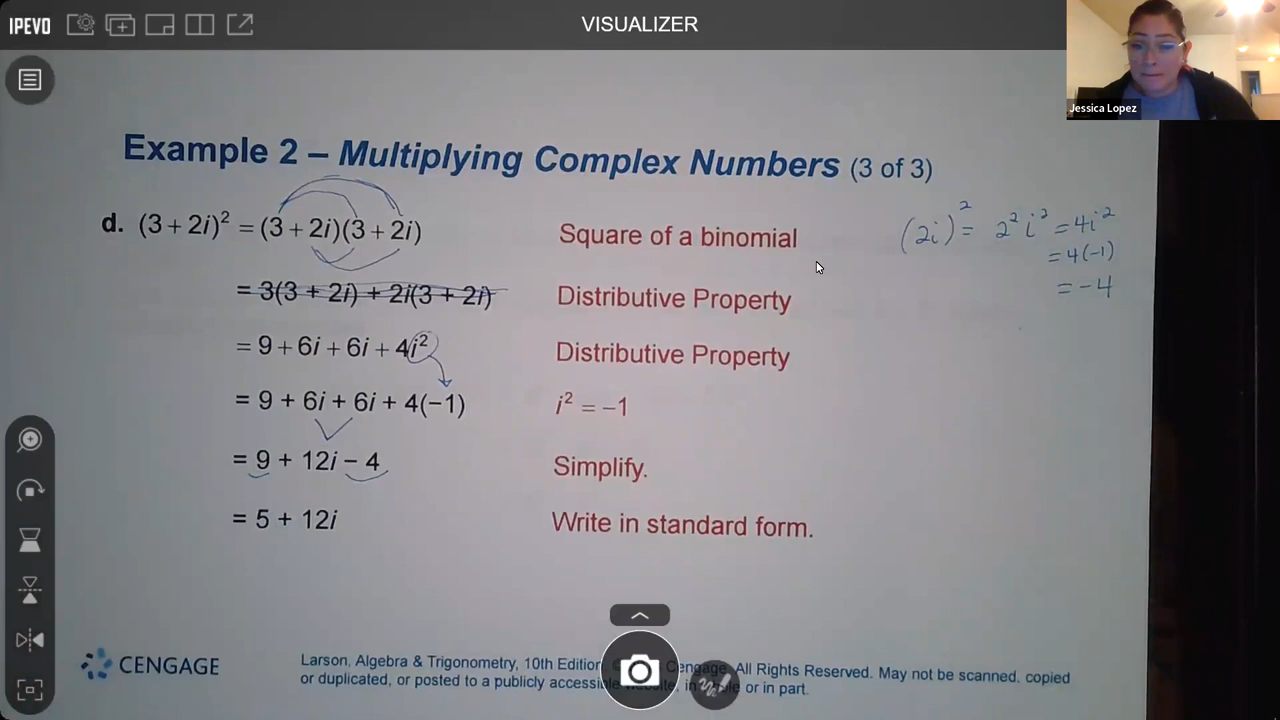 IPEVO
VISUALIZER
Jessica Lopez
Example 2 – Multiplying Complex Numbers (3 of 3)
d. (3 + 2i)² = (3 + 2i)(3 + 2i) Square of a binomial
(2i)² = 2² i² = 4i²
= 4(-1)
= -4
= 3(3 + 2i) + 2i(3 + 2i) Distributive Property
= 9 + 6i + 6i + 4i² Distributive Property
= 9 + 6i + 6i + 4(−1) i² = −1
= 9 + 12i − 4 Simplify.
= 5 + 12i Write in standard form.
CENGAGE
Larson, Algebra & Trigonometry, 10th Edition. Cengage. All Rights Reserved. May not be scanned, copied
or duplicated, or posted to a publicly accessible website, in or in part.